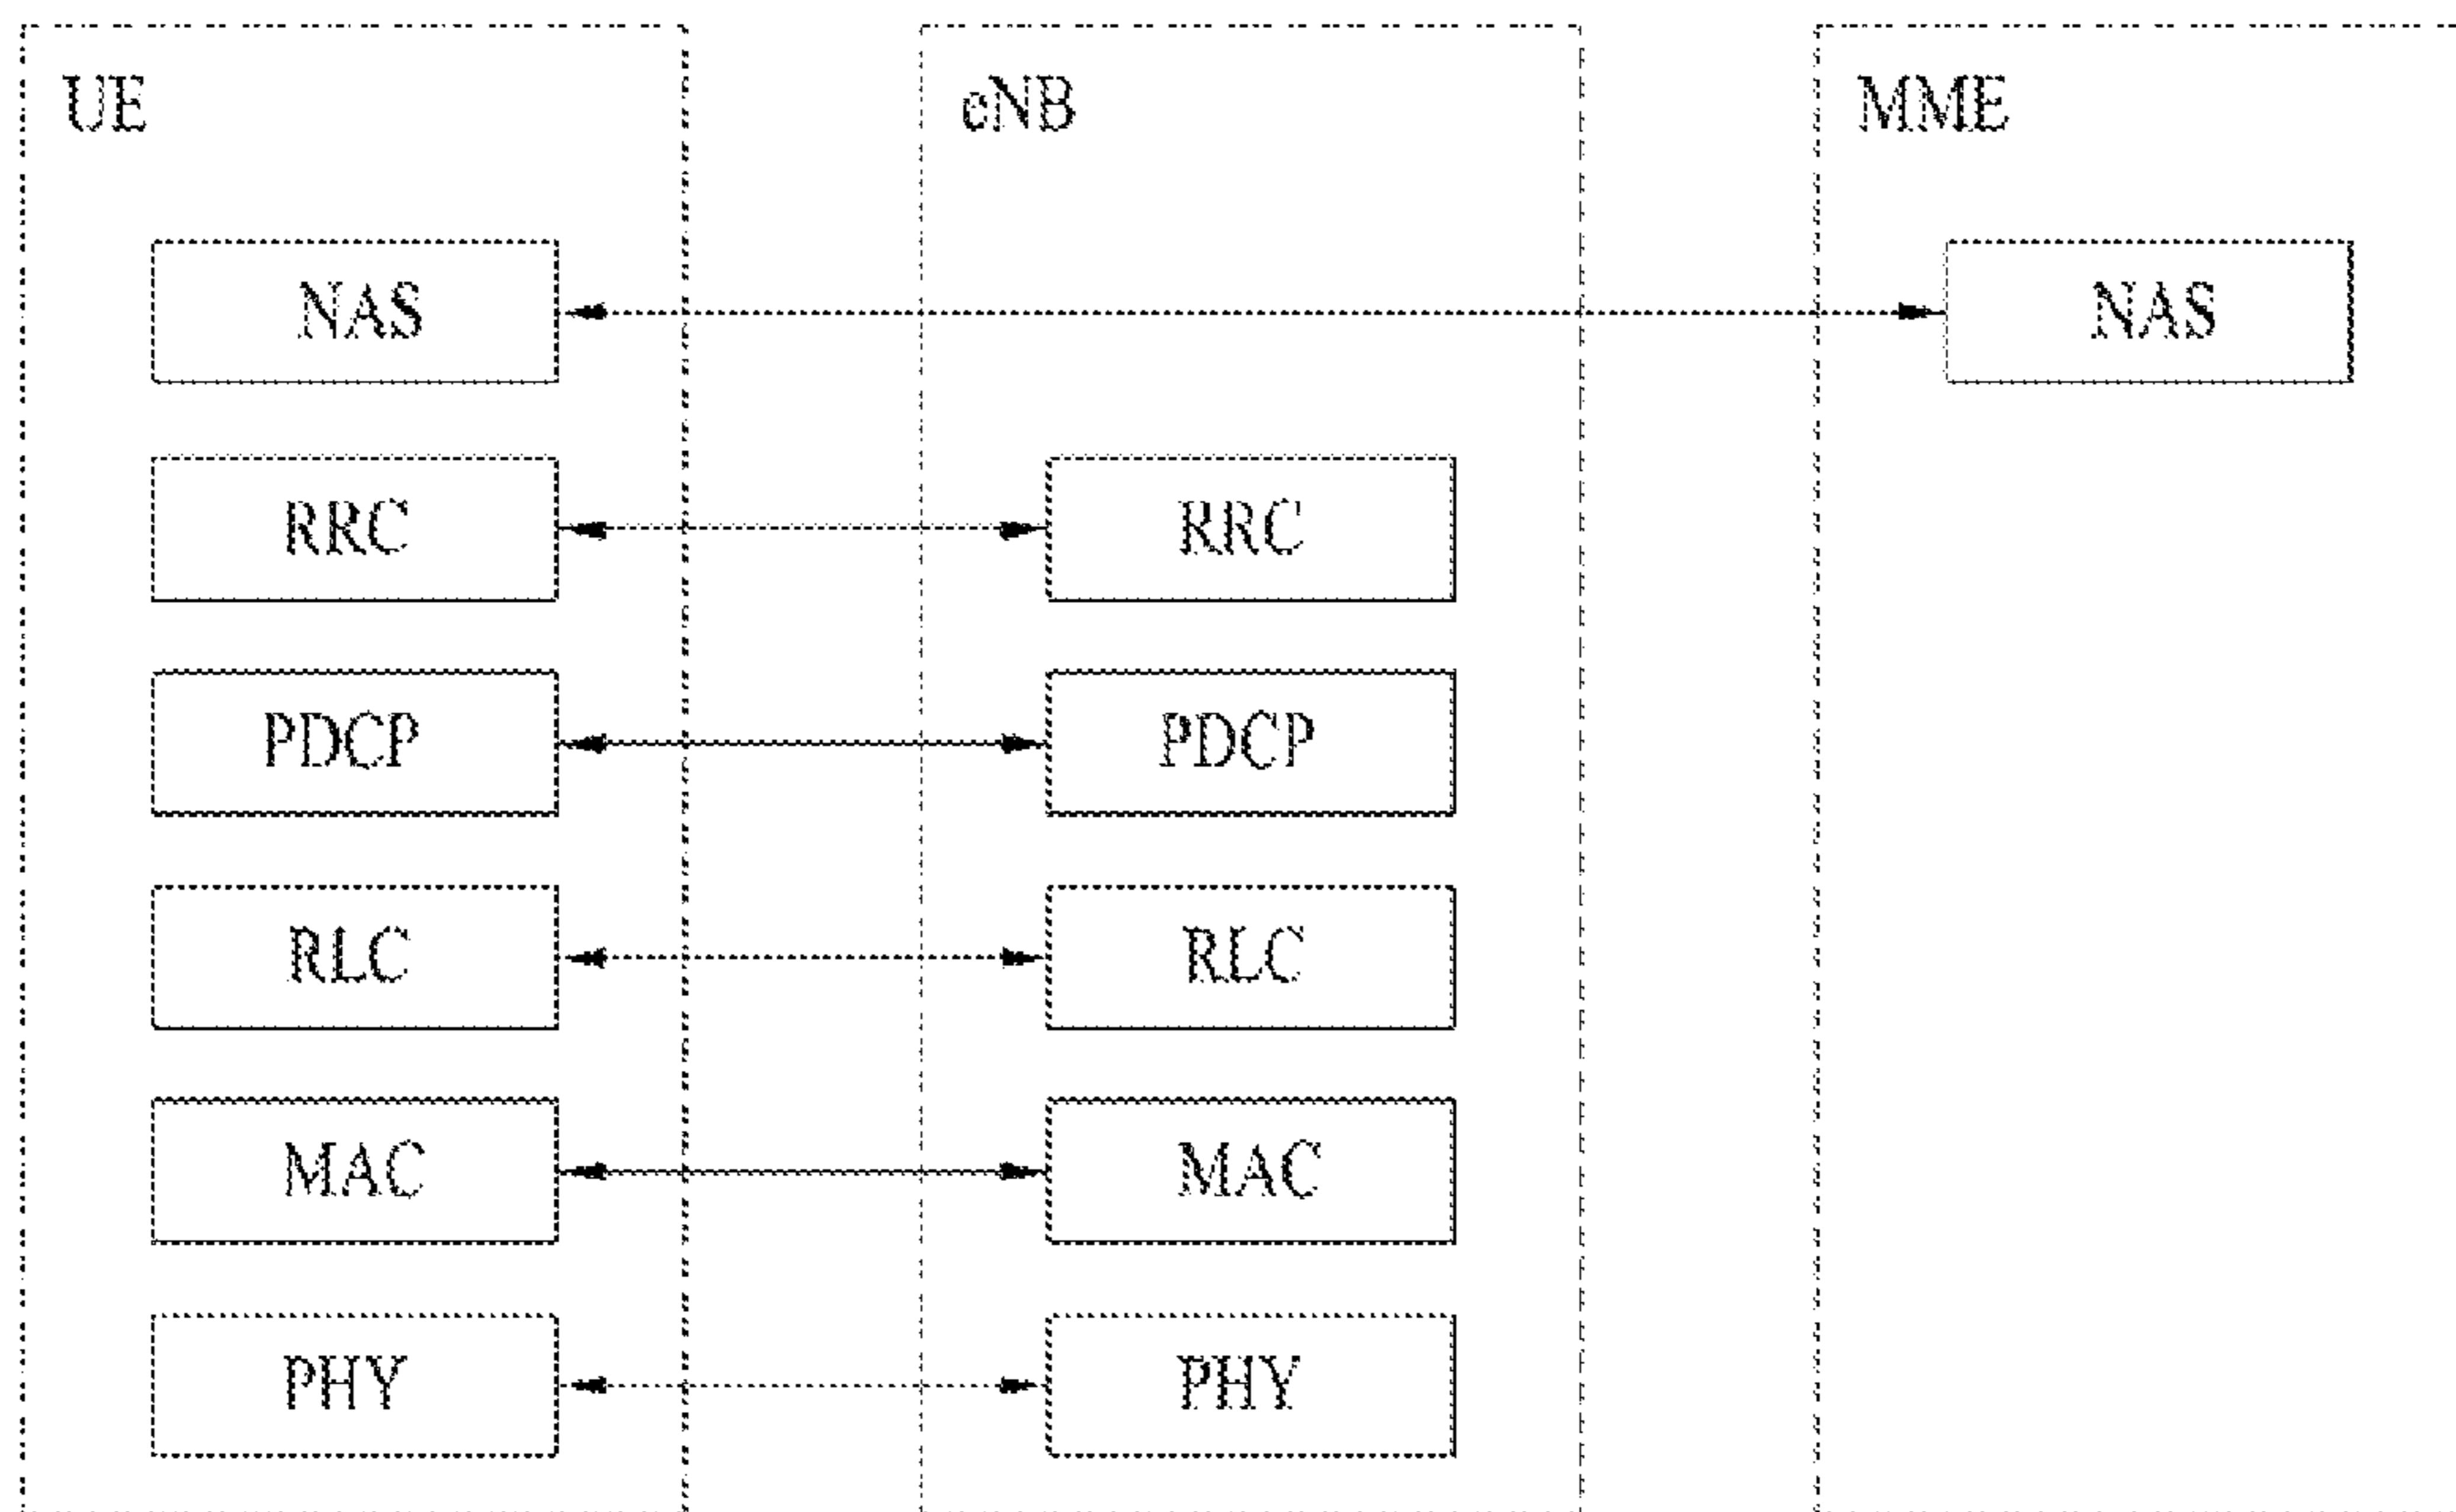 UE eNB MME
NAS NAS
RRC RRC
PDCP PDCP
RLC RLC
MAC MAC
PHY PHY